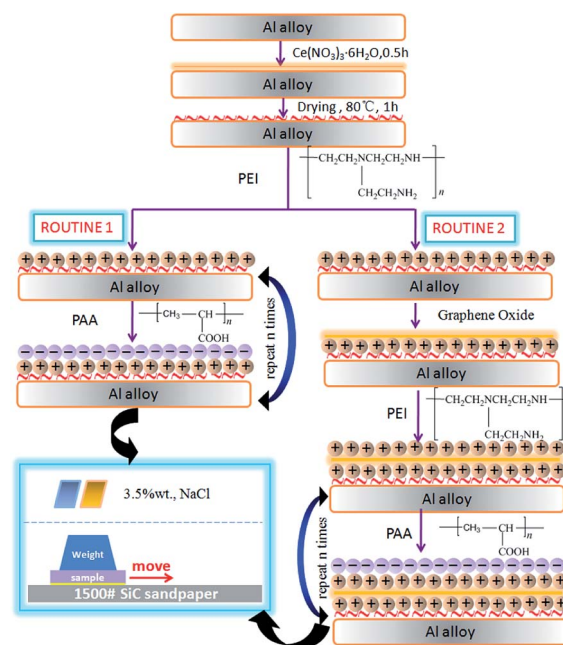 Al alloy
Ce(NO3)3·6H2O,0.5h
Al alloy
Drying , 80℃, 1h
Al alloy
PEI
CH2CH2NCH2CH2NH
CH2CH2NH2
n
ROUTINE 1
ROUTINE 2
+ + + + + + + + + + + + + +
Al alloy
PAA
CH3 CH n
COOH
− − − − − − − − − − − − − −
+ + + + + + + + + + + + + +
Al alloy
repeat n times
3.5%wt., NaCl
Weight
sample
move
1500# SiC sandpaper
+ + + + + + + + + + + + + +
Al alloy
Graphene Oxide
+ + + + + + + + + + + + + +
Al alloy
PEI
CH2CH2NCH2CH2NH
CH2CH2NH2
n
+ + + + + + + + + + + + + +
+ + + + + + + + + + + + + +
Al alloy
PAA
CH3 CH n
COOH
− − − − − − − − − − − − − −
+ + + + + + + + + + + + + +
+ + + + + + + + + + + + + +
Al alloy
repeat n times